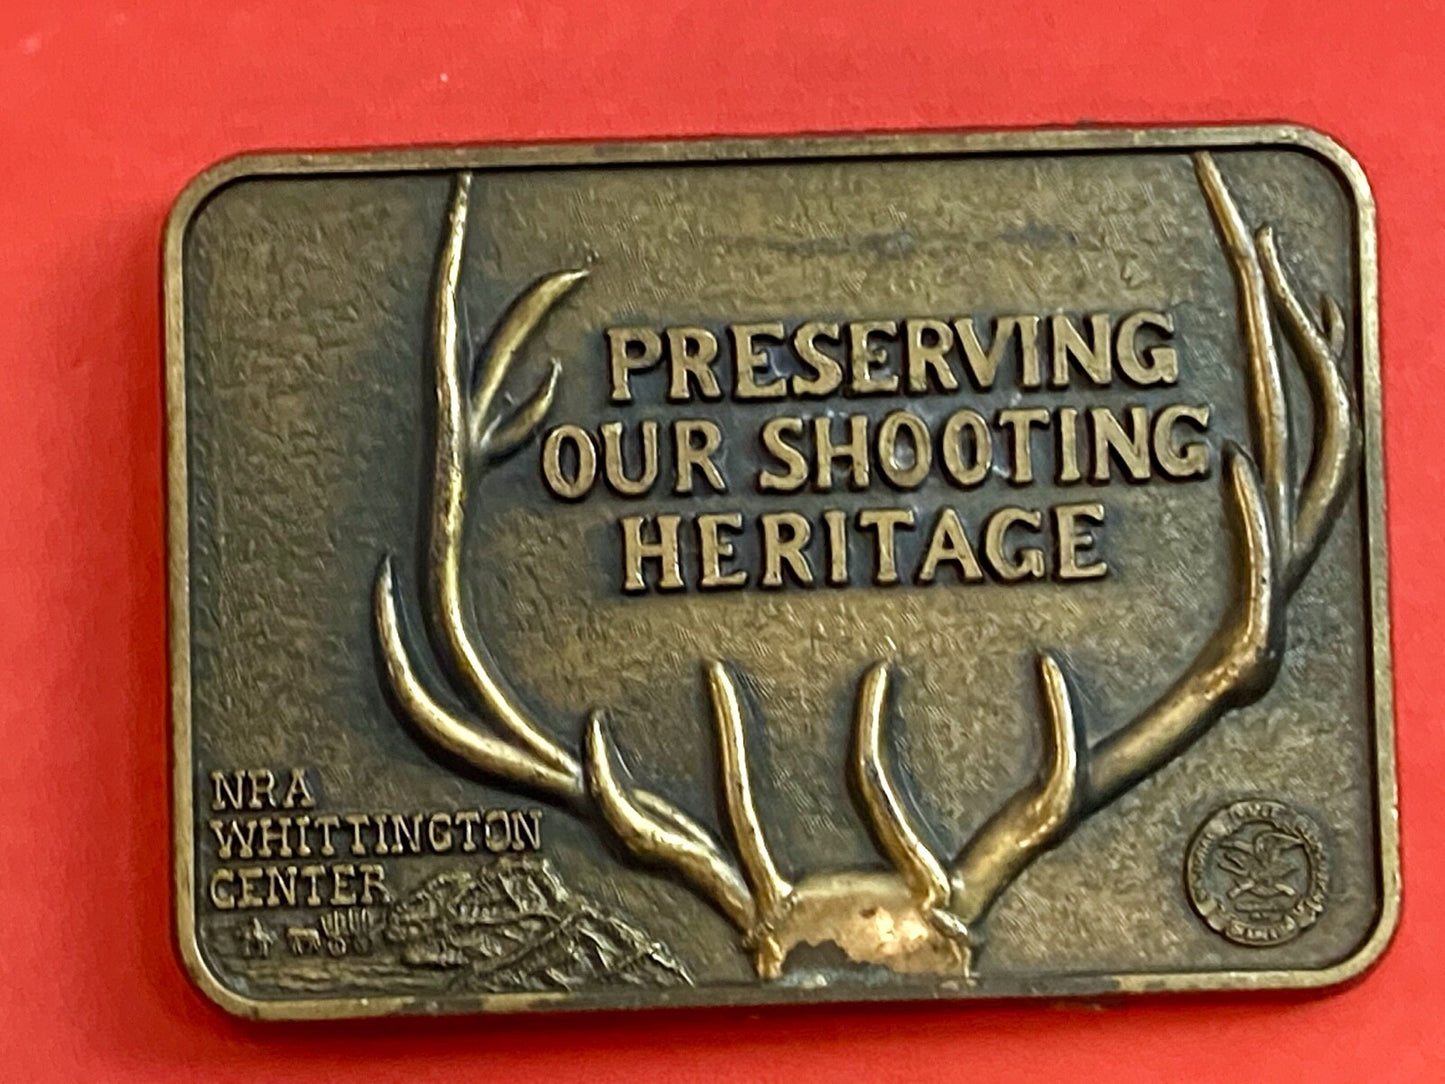 PRESERVING
OUR SHOOTING
HERITAGE
NRA
WHITTINGTON
CENTER